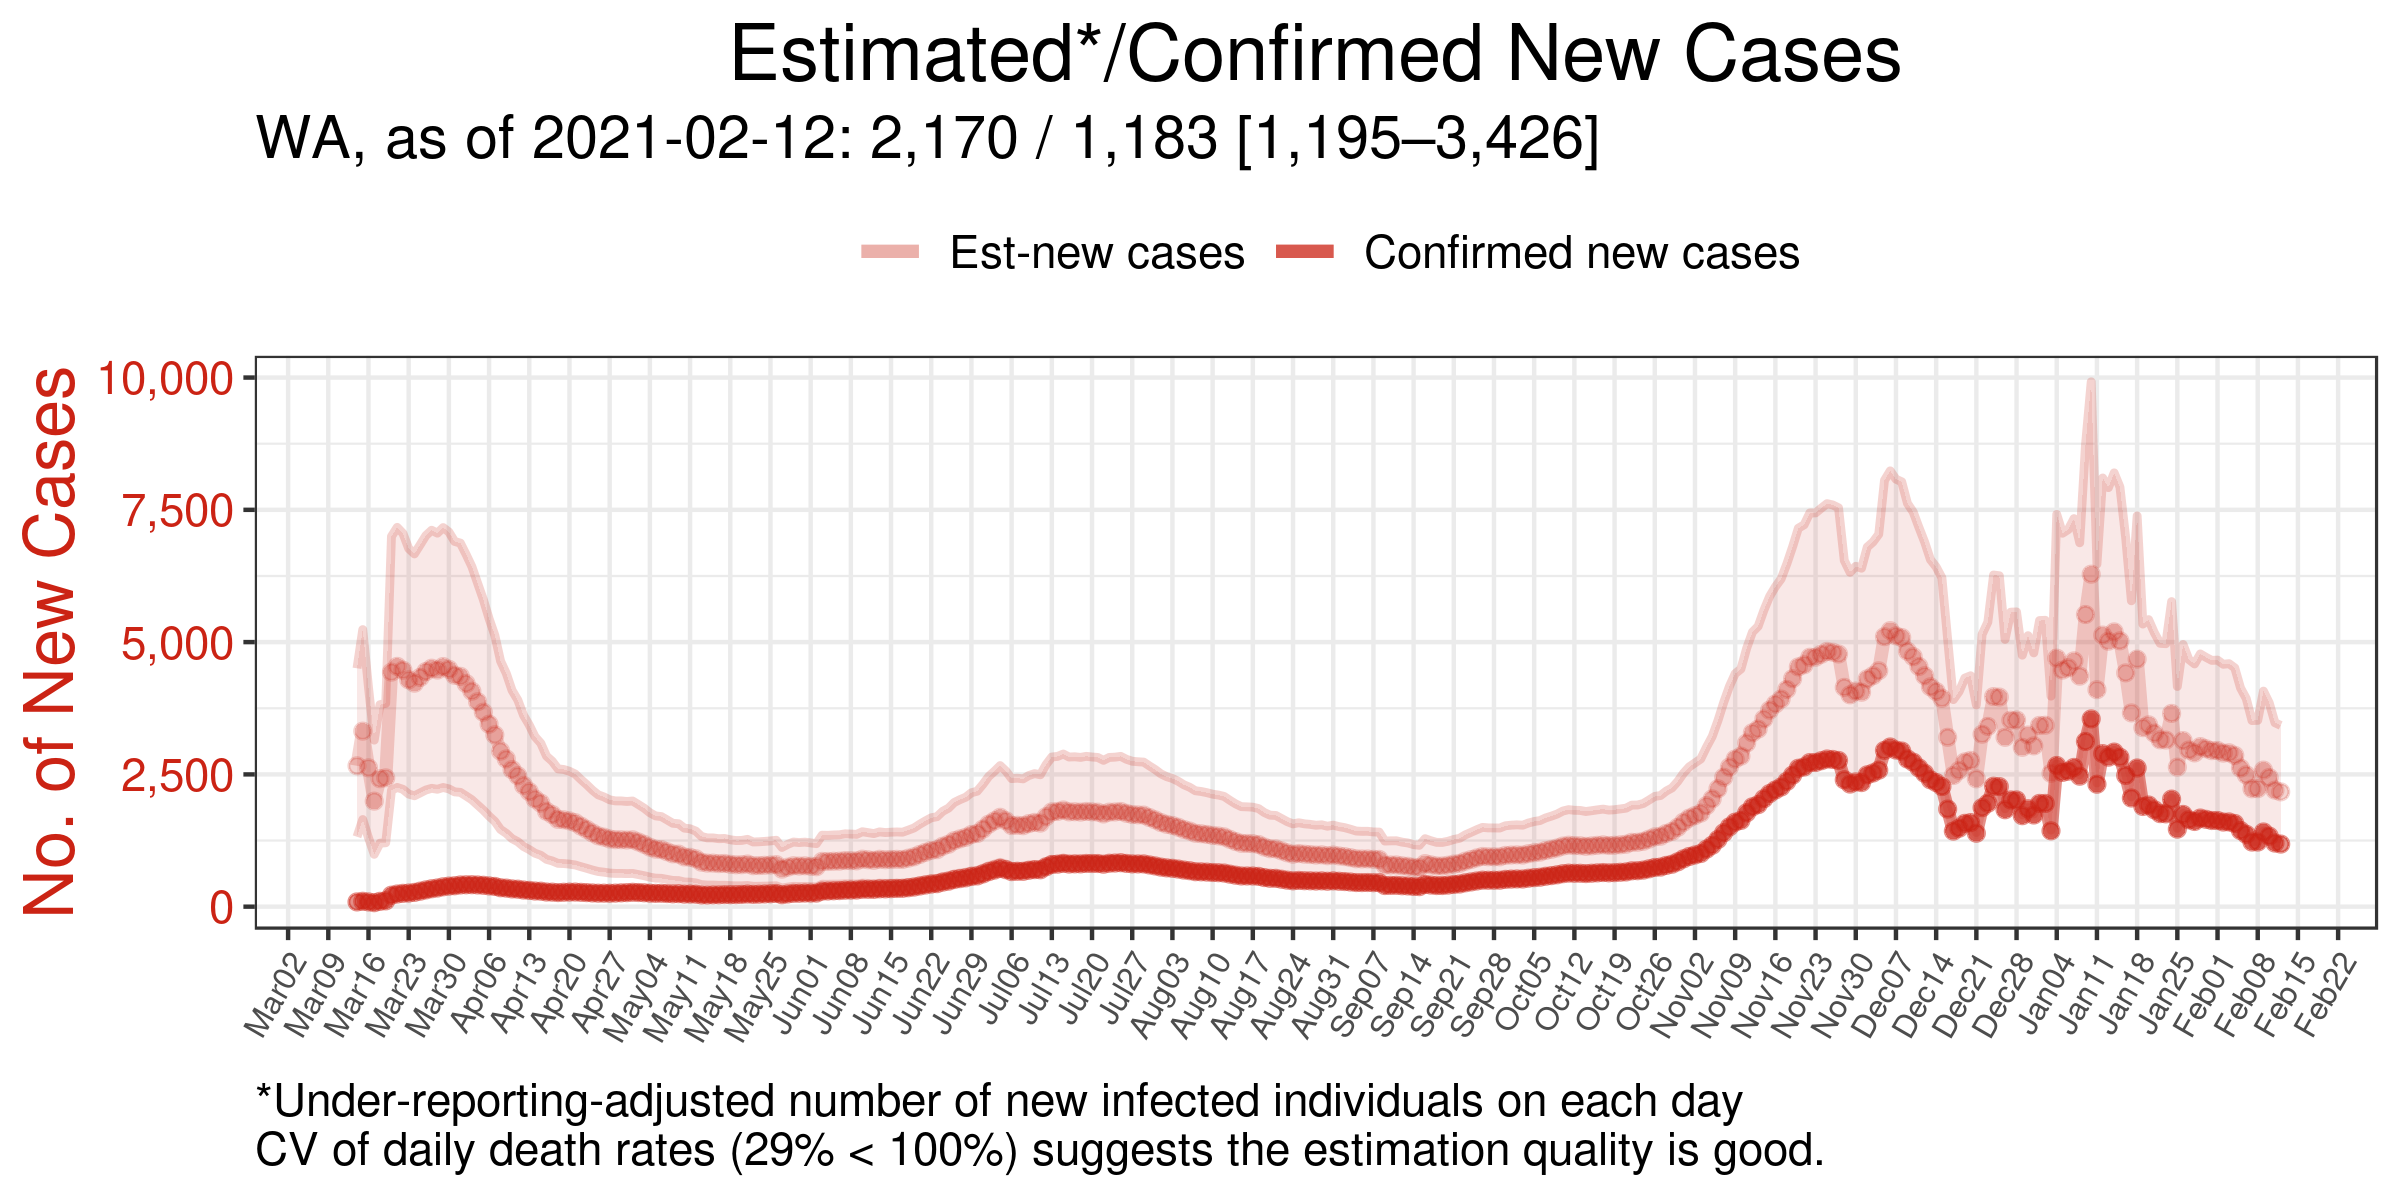 Estimated*/Confirmed New Cases
WA, as of 2021-02-12: 2,170 / 1,183 [1,195–3,426]
Est-new cases
Confirmed new cases
No. of New Cases
10,000
7,500
5,000
2,500
0
Mar02
Mar09
Mar16
Mar23
Mar30
Apr06
Apr13
Apr20
Apr27
May04
May11
May18
May25
Jun01
Jun08
Jun15
Jun22
Jun29
Jul06
Jul13
Jul20
Jul27
Aug03
Aug10
Aug17
Aug24
Aug31
Sep07
Sep14
Sep21
Sep28
Oct05
Oct12
Oct19
Oct26
Nov02
Nov09
Nov16
Nov23
Nov30
Dec07
Dec14
Dec21
Dec28
Jan04
Jan11
Jan18
Jan25
Feb01
Feb08
Feb15
Feb22
*Under-reporting-adjusted number of new infected individuals on each day
CV of daily death rates (29% < 100%) suggests the estimation quality is good.